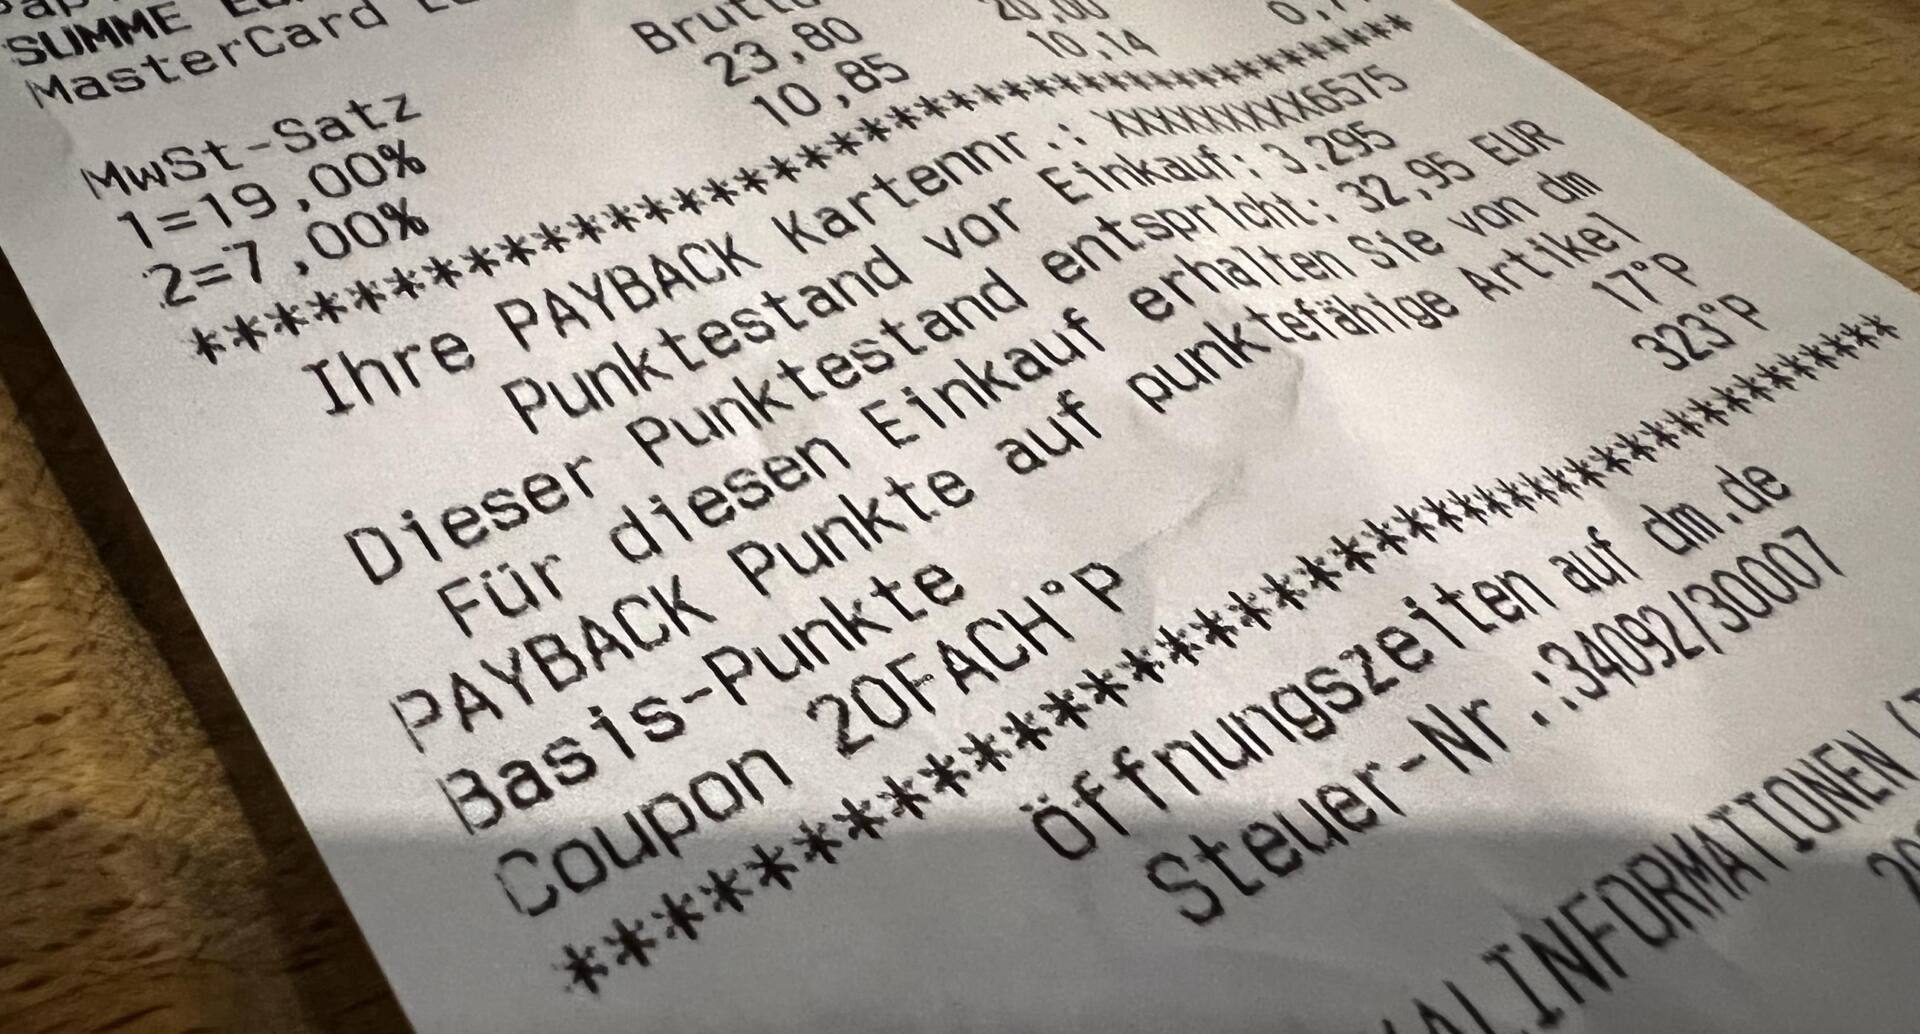 SUMME
MasterCard
MwSt-Satz Brutto
1=19,00% 23,80 20,00
2=7,00% 10,85 10,14
************************************
Ihre PAYBACK Kartennr.: XXXXXXXXX6575
Punktestand vor Einkauf: 3.295
Dieser Punktestand entspricht: 32,95 EUR
Für diesen Einkauf erhalten Sie von dm
PAYBACK Punkte auf punktefähige Artikel
Basis-Punkte 17°P
Coupon 20FACH°P 323°P
************************************
Öffnungszeiten auf dm.de
Steuer-Nr.:34092/30007